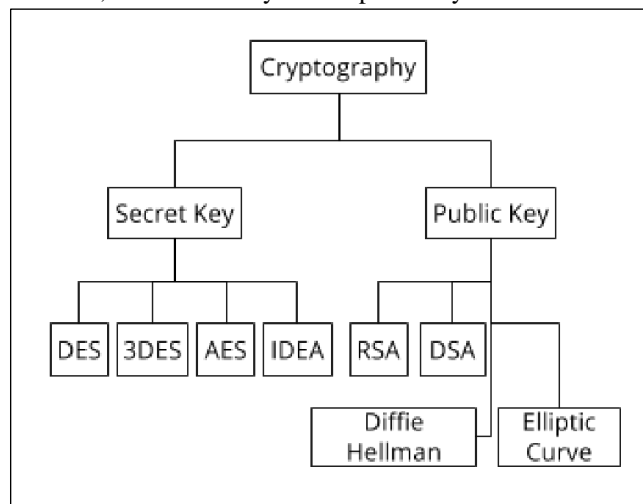 Cryptography
Secret Key
Public Key
DES
3DES
AES
IDEA
RSA
DSA
Diffie
Hellman
Elliptic
Curve